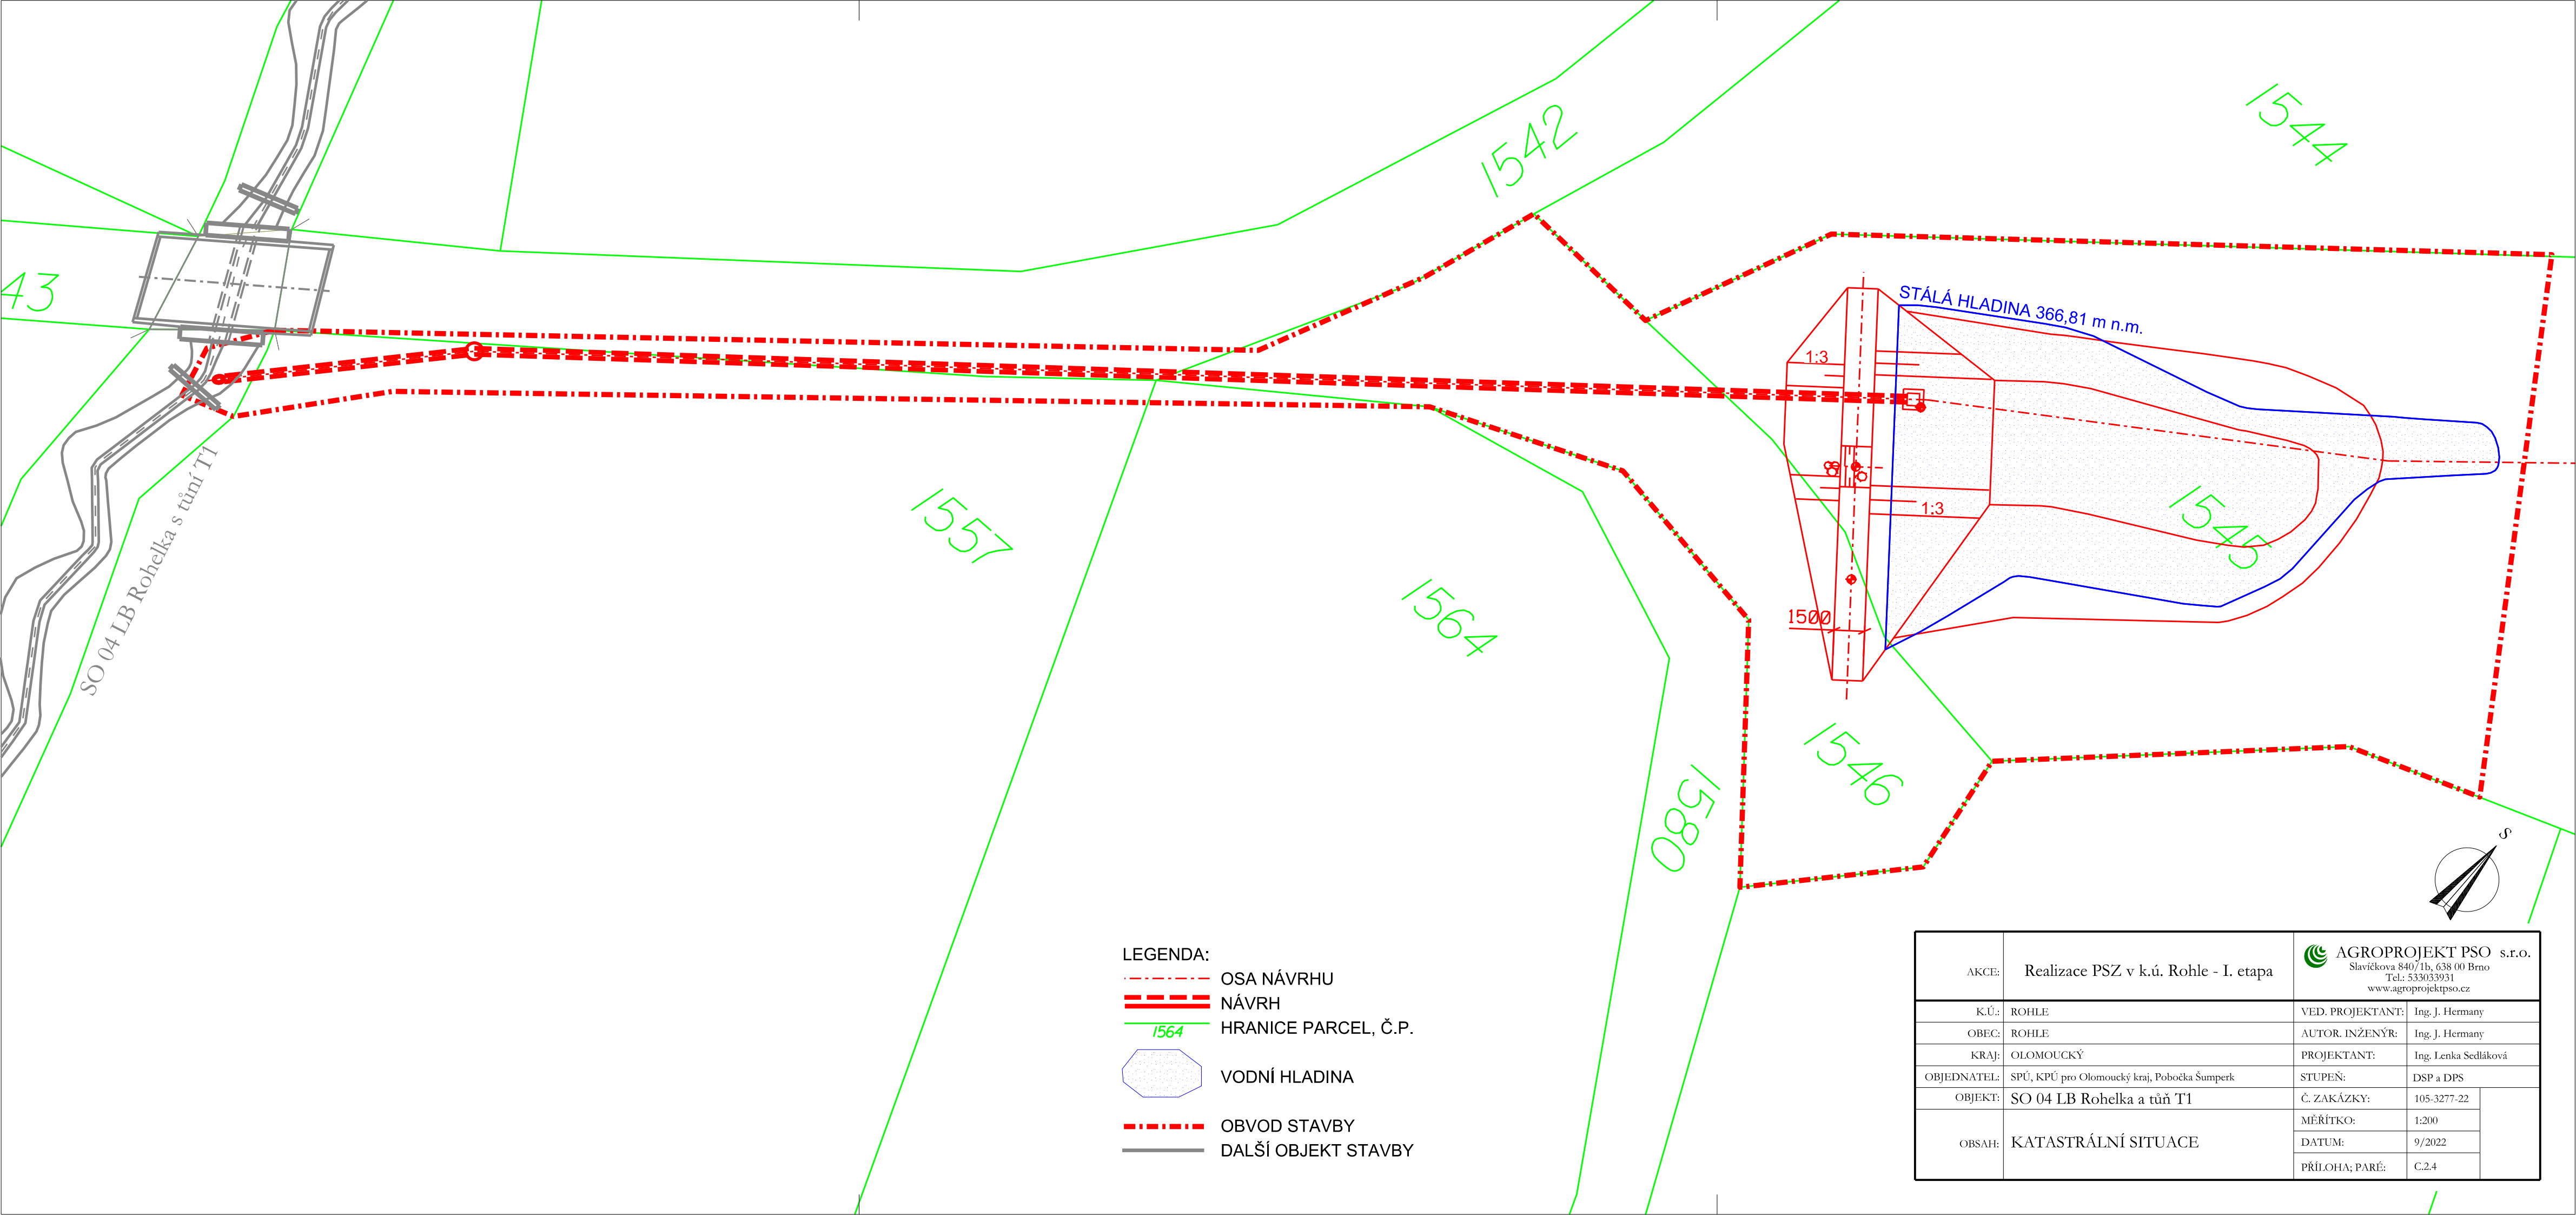 1542
1544
43
STÁLÁ HLADINA 366,81 m n.m.
1:3
1:3
1545
1557
SO 04 LB Rohelka s tůní T1
1564
1500
1546
1580
S
LEGENDA:
OSA NÁVRHU
NÁVRH
1564 HRANICE PARCEL, Č.P.
VODNÍ HLADINA
OBVOD STAVBY
DALŠÍ OBJEKT STAVBY
AKCE: Realizace PSZ v k.ú. Rohle - I. etapa
AGROPROJEKT PSO s.r.o.
Slavíčkova 840/1b, 638 00 Brno
Tel.: 533033931
www.agroprojektpso.cz
K.Ú.: ROHLE VED. PROJEKTANT: Ing. J. Hermany
OBEC: ROHLE AUTOR. INŽENÝR: Ing. J. Hermany
KRAJ: OLOMOUCKÝ PROJEKTANT: Ing. Lenka Sedláková
OBJEDNATEL: SPÚ, KPÚ pro Olomoucký kraj, Pobočka Šumperk STUPEŇ: DSP a DPS
OBJEKT: SO 04 LB Rohelka a tůň T1 Č. ZAKÁZKY: 105-3277-22
MĚŘÍTKO: 1:200
OBSAH: KATASTRÁLNÍ SITUACE DATUM: 9/2022
PŘÍLOHA; PARÉ: C.2.4